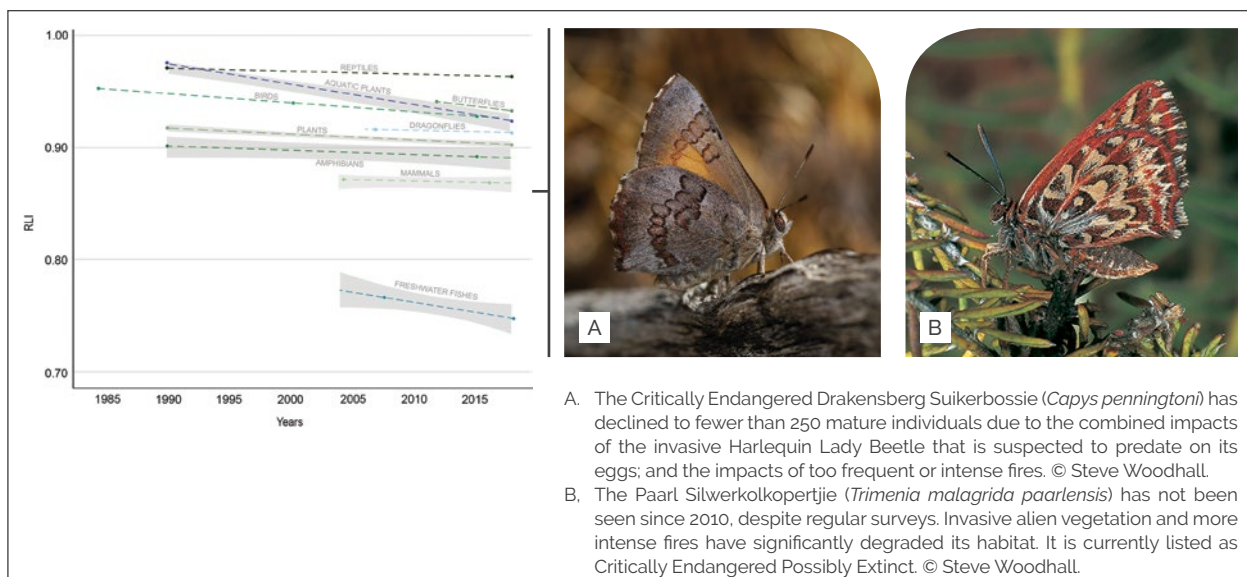 1.00
REPTILES
AQUATIC PLANTS
BUTTERFLIES
BIRDS
DRAGONFLIES
PLANTS
0.90
AMPHIBIANS
MAMMALS
RLI
0.80
FRESHWATER FISHES
0.70
1985 1990 1995 2000 2005 2010 2015
Years
A
B
A. The Critically Endangered Drakensberg Suikerbossie (Capys penningtoni) has
declined to fewer than 250 mature individuals due to the combined impacts
of the invasive Harlequin Lady Beetle that is suspected to predate on its
eggs; and the impacts of too frequent or intense fires. © Steve Woodhall.
B, The Paarl Silwerkolkopertjie (Trimenia malagrida paarlensis) has not been
seen since 2010, despite regular surveys. Invasive alien vegetation and more
intense fires have significantly degraded its habitat. It is currently listed as
Critically Endangered Possibly Extinct. © Steve Woodhall.